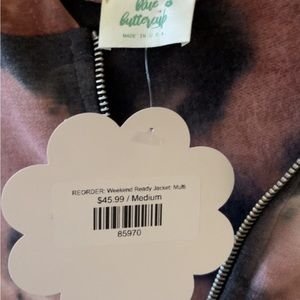 blue
buttercup
MADE IN U.S.A.
REORDER: Weekend Ready Jacket: Multi
$45.99 / Medium
85970